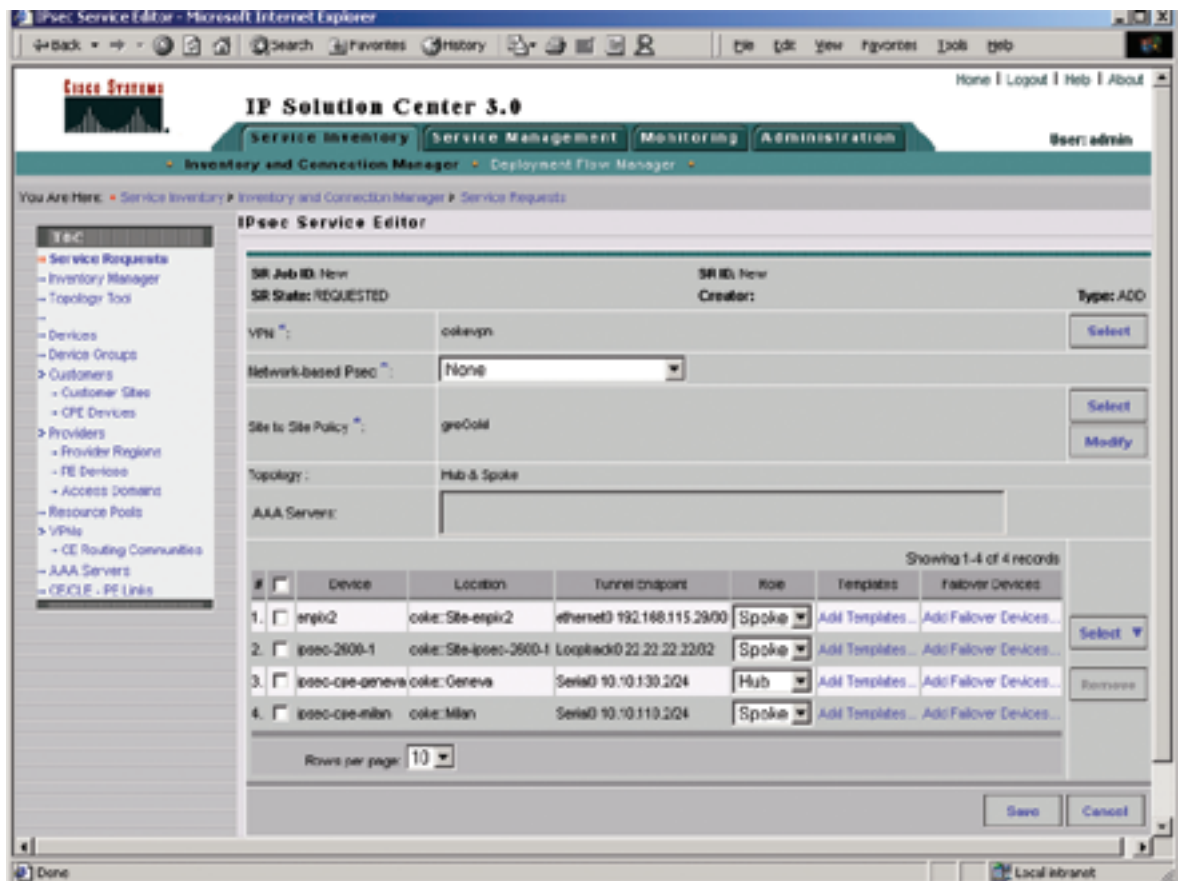 IPsec Service Editor - Microsoft Internet Explorer
Back Search Favorites History File Edit View Favorites Tools Help
Home | Logout | Help | About
Cisco Systems
IP Solution Center 3.0
Service Inventory Service Management Monitoring Administration
User: admin
Inventory and Connection Manager Deployment Flow Manager
You Are Here: Service Inventory Inventory and Connection Manager Service Requests
TOC
Service Requests
Inventory Manager
Topology Tool
Devices
Device Groups
Customers
Customer Sites
CPE Devices
Providers
Provider Regions
PE Devices
Access Domains
Resource Pools
VPNs
CE Routing Communities
AAA Servers
CE/CLE - PE Links
IPsec Service Editor
SR Job ID: New SR ID: New
SR State: REQUESTED Creator: Type: ADD
VPN *: cokevpn Select
Network-based IPsec *: None
Site to Site Policy *: greGold Select
Modify
Topology : Hub & Spoke
AAA Servers:
Showing 1-4 of 4 records
# Device Location Tunnel Endpoint Role Templates Failover Devices
1. enpix2 coke::Site-enpix2 ethernet0 192.168.115.29/30 Spoke Add Templates... Add Failover Devices...
2. ipsec-2600-1 coke::Site-ipsec-2600-1 Loopback0 22.22.22.22/32 Spoke Add Templates... Add Failover Devices...
3. ipsec-cpe-geneva coke::Geneva Serial0 10.10.130.2/24 Hub Add Templates... Add Failover Devices...
4. ipsec-cpe-milan coke::Milan Serial0 10.10.110.2/24 Spoke Add Templates... Add Failover Devices...
Select
Remove
Rows per page: 10
Save Cancel
Done Local intranet